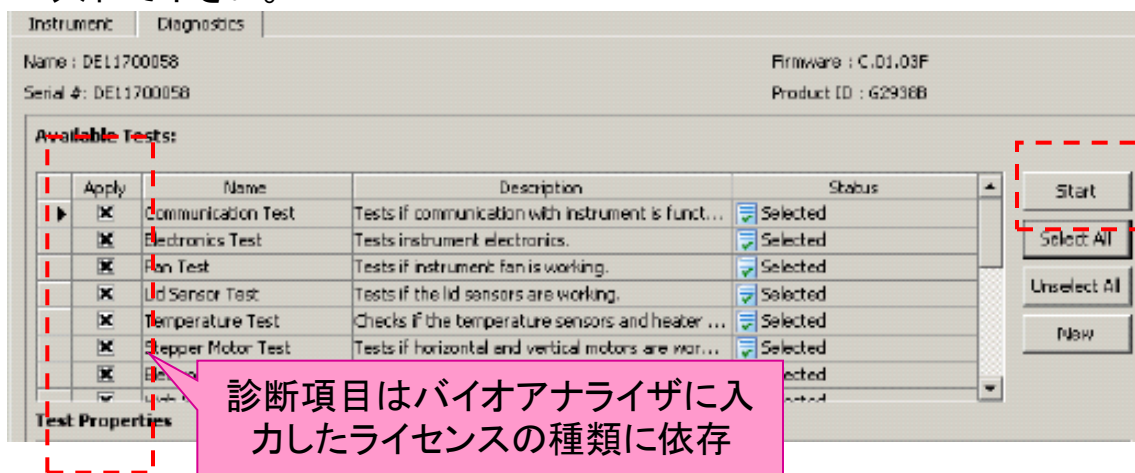 Instrument Diagnostics
Name : DE11700058 Firmware : C.01.03F
Serial #: DE11700058 Product ID : G2938B
Available Tests:
Apply Name Description Status
Communication Test Tests if communication with instrument is funct... Selected
Electronics Test Tests instrument electronics. Selected
Fan Test Tests if instrument fan is working. Selected
Lid Sensor Test Tests if the lid sensors are working. Selected
Temperature Test Checks if the temperature sensors and heater ... Selected
Stepper Motor Test Tests if horizontal and vertical motors are wor... Selected
Start
Select All
Unselect All
New
診断項目はバイオアナライザに入
力したライセンスの種類に依存
Test Properties